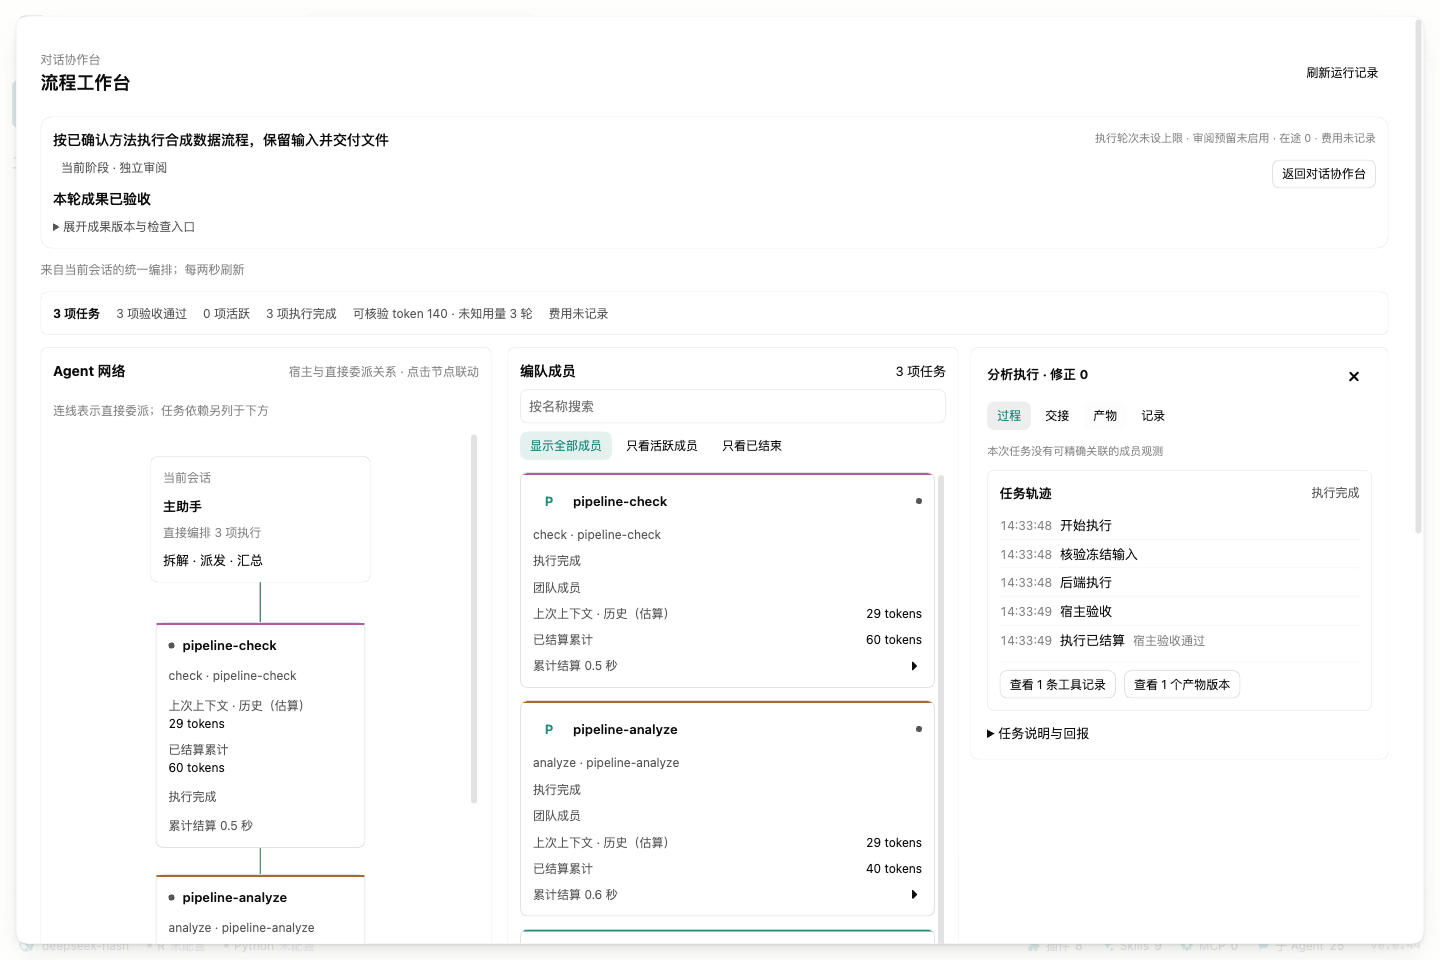 对话协作台
流程工作台
刷新运行记录
按已确认方法执行合成数据流程，保留输入并交付文件
执行轮次未设上限 · 审阅预留未启用 · 在途 0 · 费用未记录
当前阶段 · 独立审阅
返回对话协作台
本轮成果已验收
▶ 展开成果版本与检查入口
来自当前会话的统一编排；每两秒刷新
3 项任务 3 项验收通过 0 项活跃 3 项执行完成 可核验 token 140 · 未知用量 3 轮 费用未记录
Agent 网络
宿主与直接委派关系 · 点击节点联动
连线表示直接委派；任务依赖另列于下方
当前会话
主助手
直接编排 3 项执行
拆解 · 派发 · 汇总
pipeline-check
check · pipeline-check
上次上下文 · 历史（估算）
29 tokens
已结算累计
60 tokens
执行完成
累计结算 0.5 秒
pipeline-analyze
analyze · pipeline-analyze
编队成员
3 项任务
按名称搜索
显示全部成员 只看活跃成员 只看已结束
P pipeline-check
check · pipeline-check
执行完成
团队成员
上次上下文 · 历史（估算） 29 tokens
已结算累计 60 tokens
累计结算 0.5 秒
P pipeline-analyze
analyze · pipeline-analyze
执行完成
团队成员
上次上下文 · 历史（估算） 29 tokens
已结算累计 40 tokens
累计结算 0.6 秒
分析执行 · 修正 0 ✕
过程 交接 产物 记录
本次任务没有可精确关联的成员观测
任务轨迹 执行完成
14:33:48 开始执行
14:33:48 核验冻结输入
14:33:48 后端执行
14:33:49 宿主验收
14:33:49 执行已结算 宿主验收通过
查看 1 条工具记录 查看 1 个产物版本
▶ 任务说明与回报